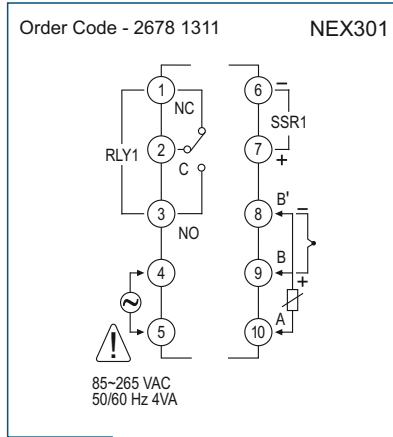 Order Code - 2678 1311
NEX301
1
NC
2
C
RLY1
3
NO
4
5
85~265 VAC
50/60 Hz 4VA
6
–
SSR1
7
+
8
B'
–
9
B
+
10
A
!
~